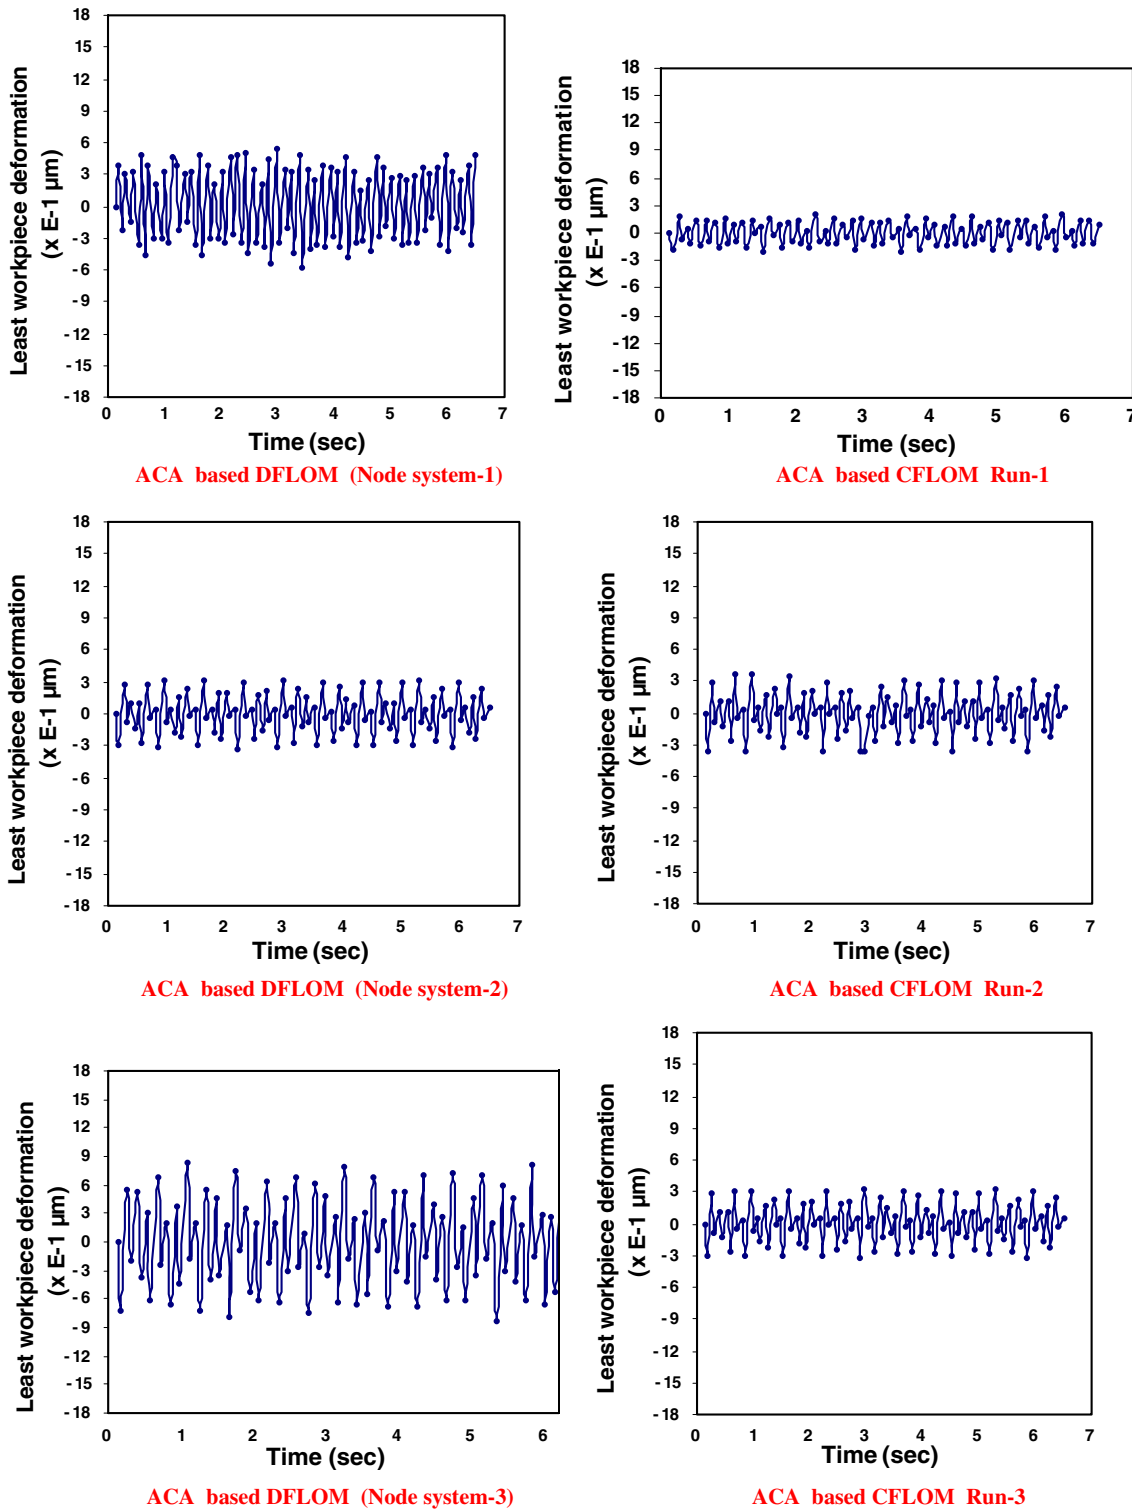 Least workpiece deformation
(x E-1 µm)
18
15
12
9
6
3
0
-3
-6
-9
-12
-15
-18
0 1 2 3 4 5 6 7
Time (sec)
ACA based DFLOM (Node system-1)
Least workpiece deformation
(x E-1 µm)
18
15
12
9
6
3
0
-3
-6
-9
-12
-15
-18
0 1 2 3 4 5 6 7
Time (sec)
ACA based CFLOM Run-1
Least workpiece deformation
(x E-1 µm)
18
15
12
9
6
3
0
-3
-6
-9
-12
-15
-18
0 1 2 3 4 5 6 7
Time (sec)
ACA based DFLOM (Node system-2)
Least workpiece deformation
(x E-1 µm)
18
15
12
9
6
3
0
-3
-6
-9
-12
-15
-18
0 1 2 3 4 5 6 7
Time (sec)
ACA based CFLOM Run-2
Least workpiece deformation
(x E-1 µm)
18
15
12
9
6
3
0
-3
-6
-9
-12
-15
-18
0 1 2 3 4 5 6
Time (sec)
ACA based DFLOM (Node system-3)
Least workpiece deformation
(x E-1 µm)
18
15
12
9
6
3
0
-3
-6
-9
-12
-15
-18
0 1 2 3 4 5 6 7
Time (sec)
ACA based CFLOM Run-3